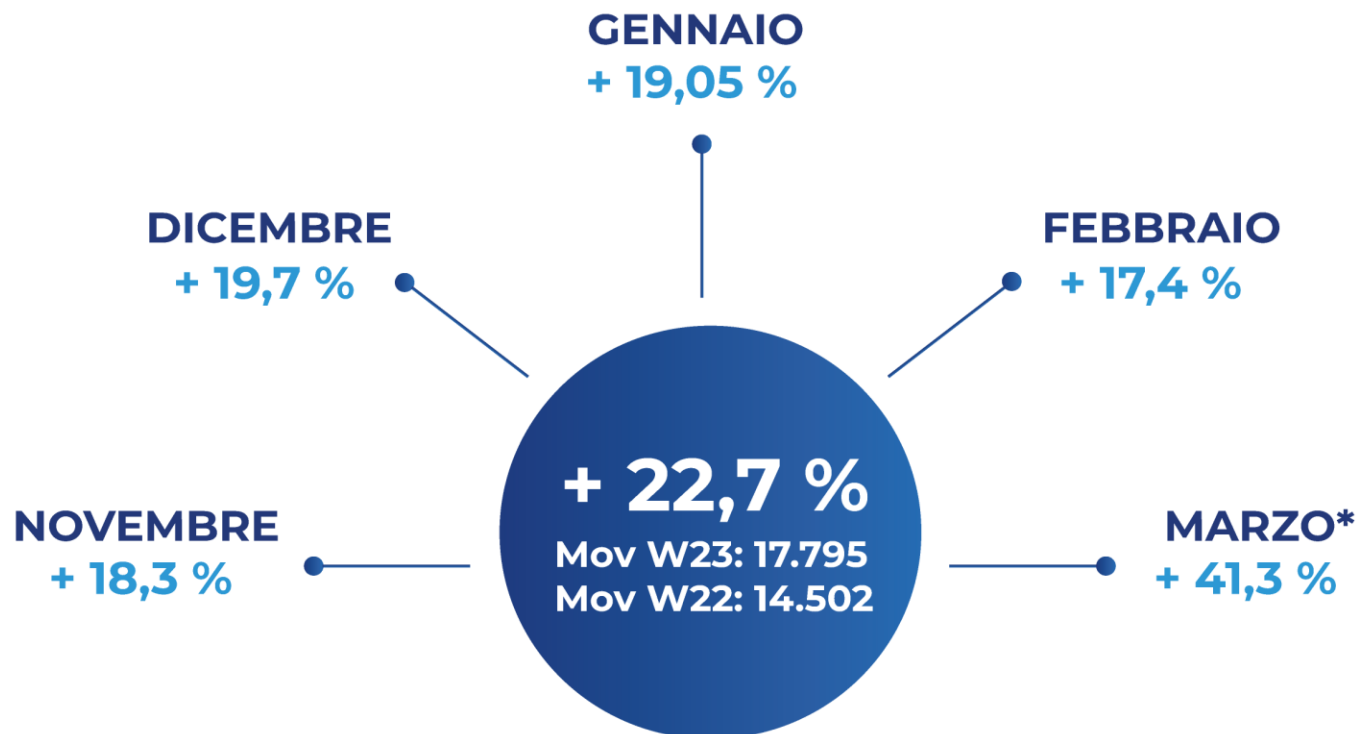 GENNAIO
+ 19,05 %
DICEMBRE
+ 19,7 %
FEBBRAIO
+ 17,4 %
NOVEMBRE
+ 18,3 %
+ 22,7 %
Mov W23: 17.795
Mov W22: 14.502
MARZO*
+ 41,3 %